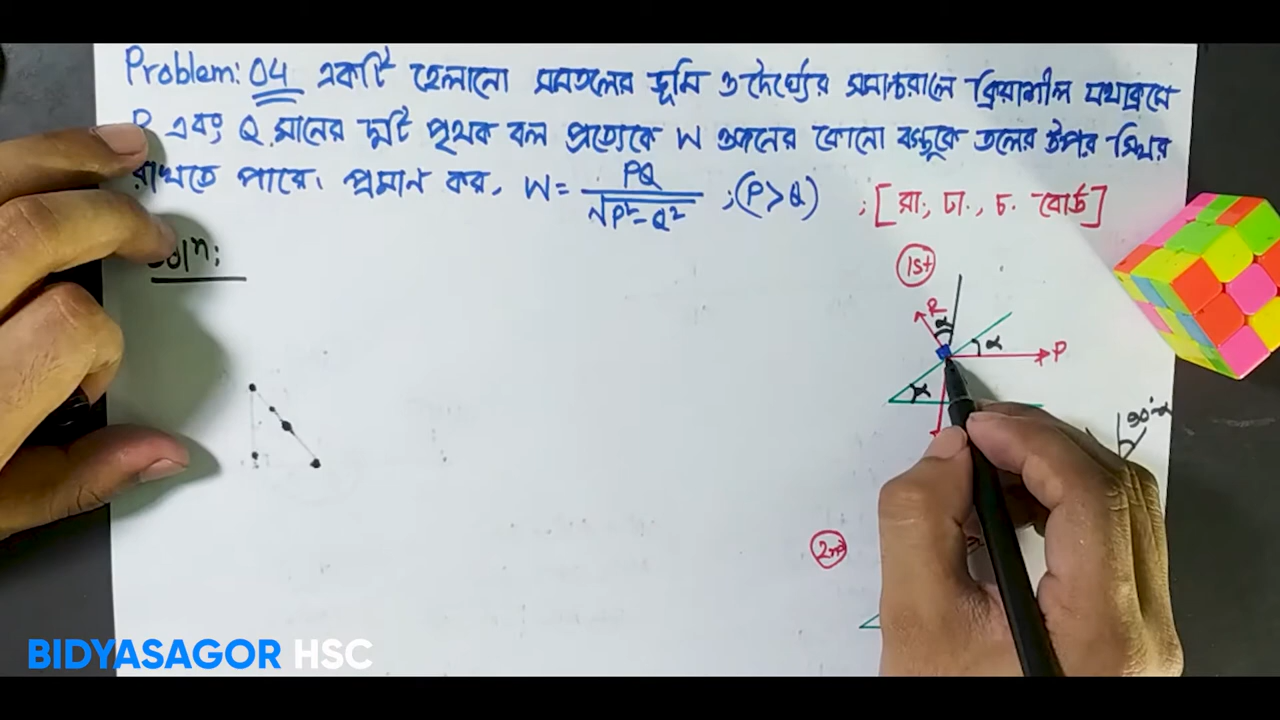 Problem: 04 একটি হেলানো সমতলের ভূমি ও দৈর্ঘ্যের সমান্তরালে ক্রিয়াশীল যথাক্রমে
P এবং Q মানের দুটি পৃথক বল প্রত্যেকে W ওজনের কোনো বস্তুকে তলের উপর স্থির
রাখতে পারে। প্রমান কর, W = PQ/√P²-Q² ;(P>Q) ; [রা., ঢা., চ. বোর্ড]
Solⁿ:
1st
R
α
α
P
α
90°-α
2nd
BIDYASAGOR HSC